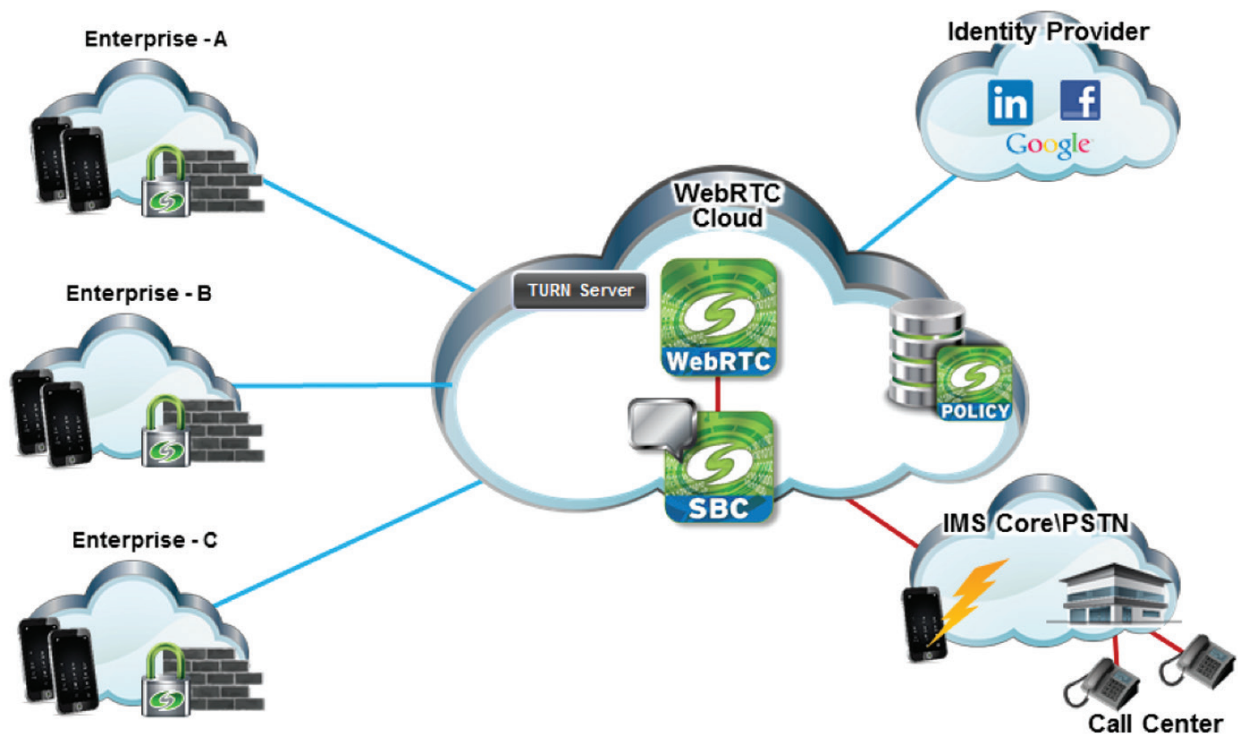 Enterprise - A
Identity Provider
in
f
Google
WebRTC
Cloud
TURN Server
WebRTC
Enterprise - B
POLICY
SBC
Enterprise - C
IMS Core\PSTN
Call Center